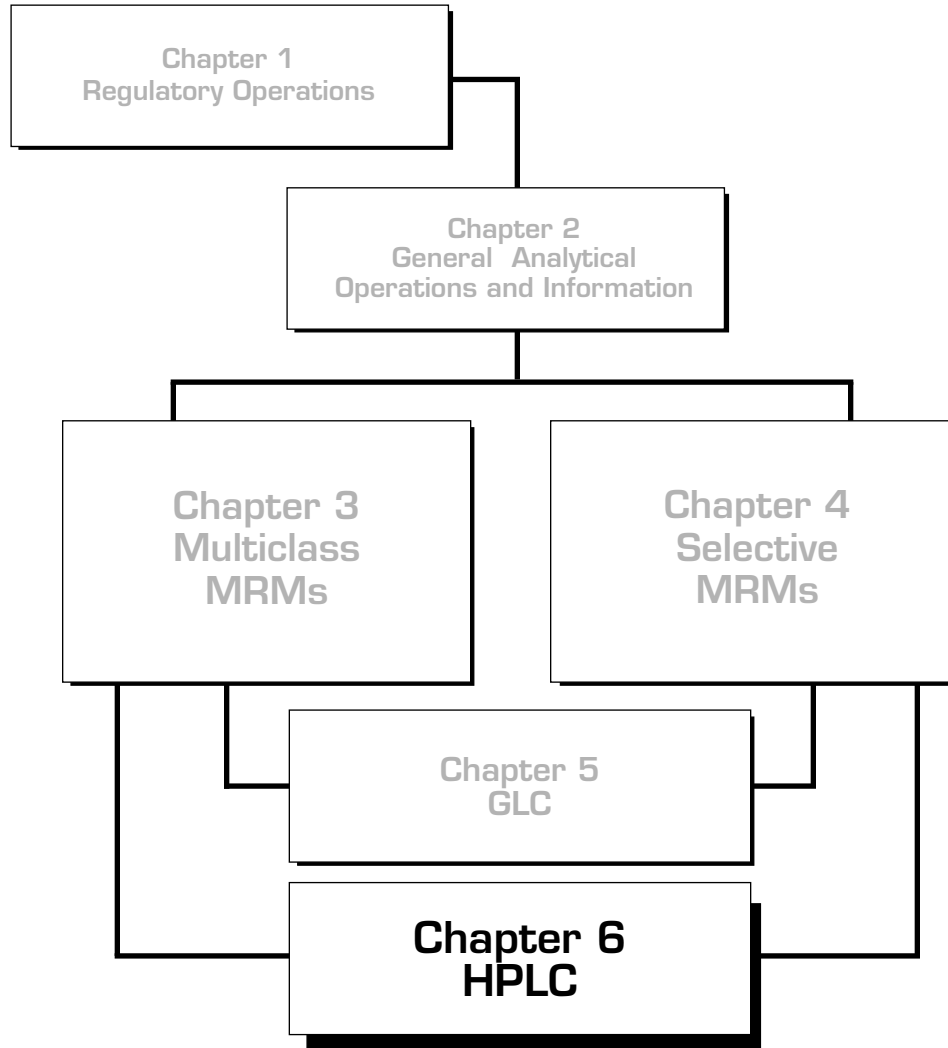 Chapter 1
Regulatory Operations
Chapter 2
General Analytical
Operations and Information
Chapter 3
Multiclass
MRMs
Chapter 4
Selective
MRMs
Chapter 5
GLC
Chapter 6
HPLC